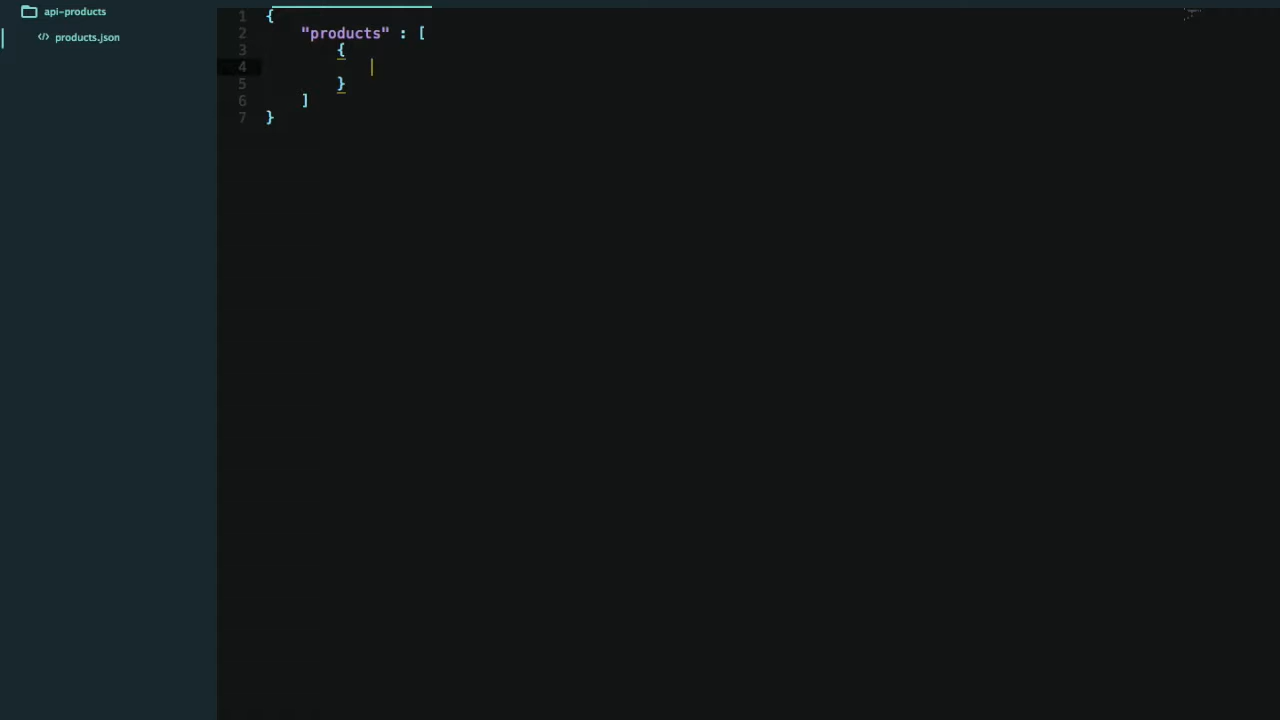 api-products
products.json
1 {
2 "products" : [
3 {
4
5 }
6 ]
7 }